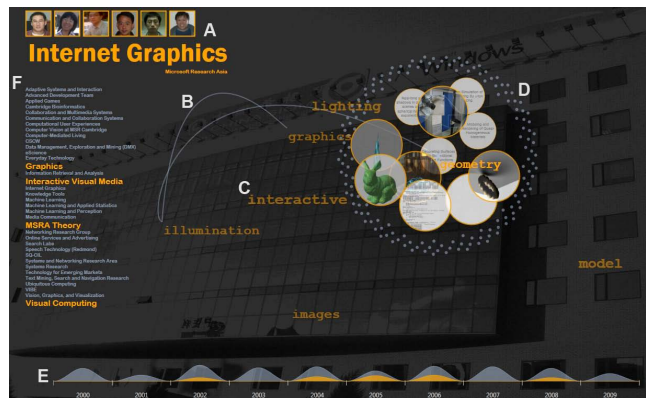 A
Internet Graphics
Microsoft Research Asia
F
Adaptive Systems and Interaction
Advanced Development Team
Applied Games
Cambridge Bioinformatics
Collaboration and Multimedia Systems
Communication and Collaboration Systems
Computational User Experiences
Computer Vision at MSR Cambridge
Computer-Mediated Living
CSCW
Data Management, Exploration and Mining (DMX)
eScience
Everyday Technology
Graphics
Information Retrieval and Analysis
Interactive Visual Media
Internet Graphics
Knowledge Tools
Machine Learning
Machine Learning and Applied Statistics
Machine Learning and Perception
Media Communication
MSRA Theory
Networking Research Group
Online Services and Advertising
Search Labs
Speech Technology (Redmond)
SQ-CIL
Systems and Networking Research Area
Systems Research
Technology for Emerging Markets
Text Mining, Search and Navigation Research
Ubiquitous Computing
VIBE
Vision, Graphics, and Visualization
Visual Computing
B
C
D
Windows
lighting
graphics
geometry
interactive
illumination
model
images
E
2000 2001 2002 2003 2004 2005 2006 2007 2008 2009